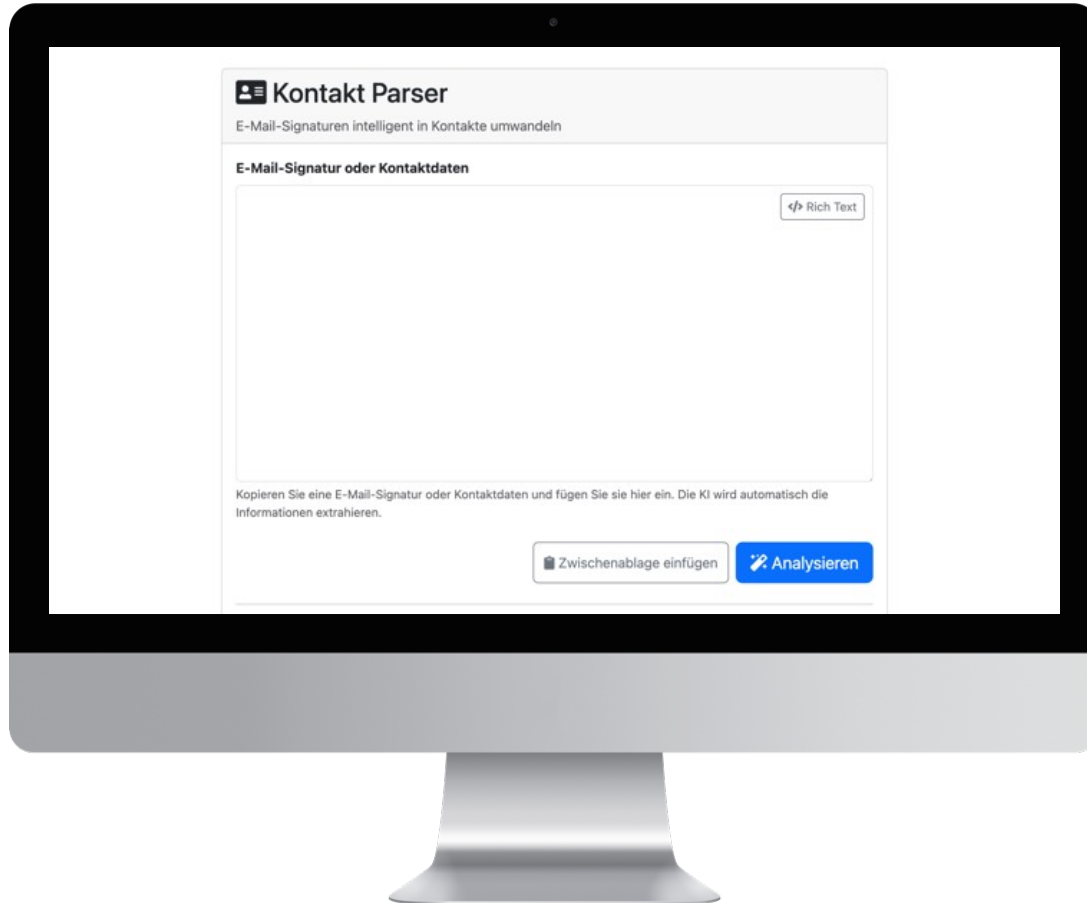 Kontakt Parser
E-Mail-Signaturen intelligent in Kontakte umwandeln
E-Mail-Signatur oder Kontaktdaten
</> Rich Text
Kopieren Sie eine E-Mail-Signatur oder Kontaktdaten und fügen Sie sie hier ein. Die KI wird automatisch die
Informationen extrahieren.
Zwischenablage einfügen
Analysieren